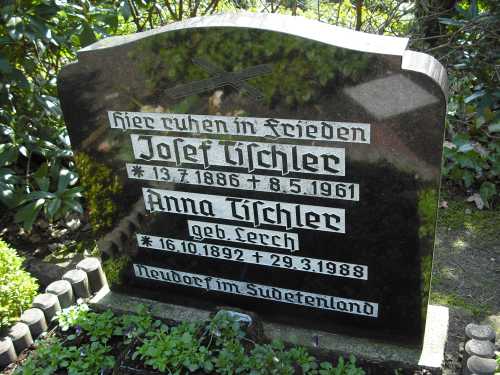 Hier ruhen in Frieden
Josef Tischler
* 13.7.1886 + 8.5.1961
Anna Tischler
geb. Lerch
* 16.10.1892 + 29.3.1988
Neudorf im Sudetenland